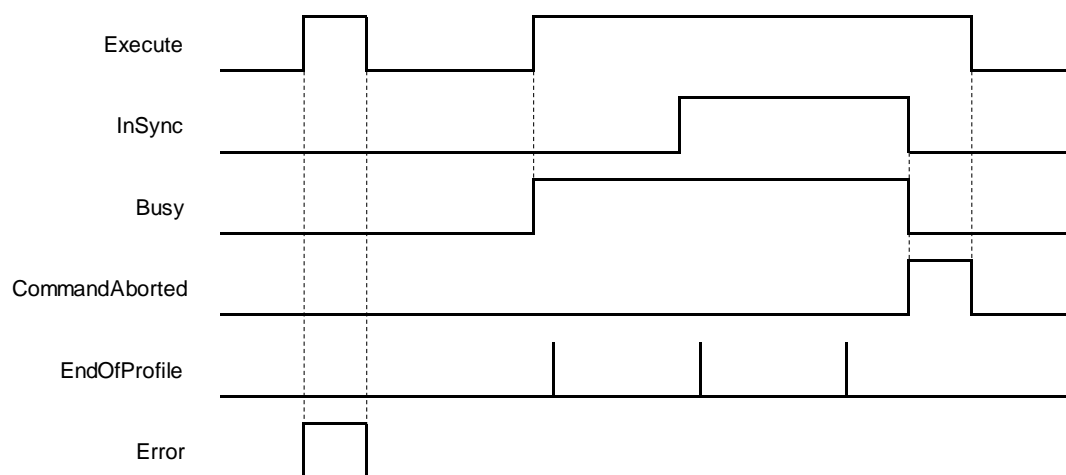 Execute
InSync
Busy
CommandAborted
EndOfProfile
Error